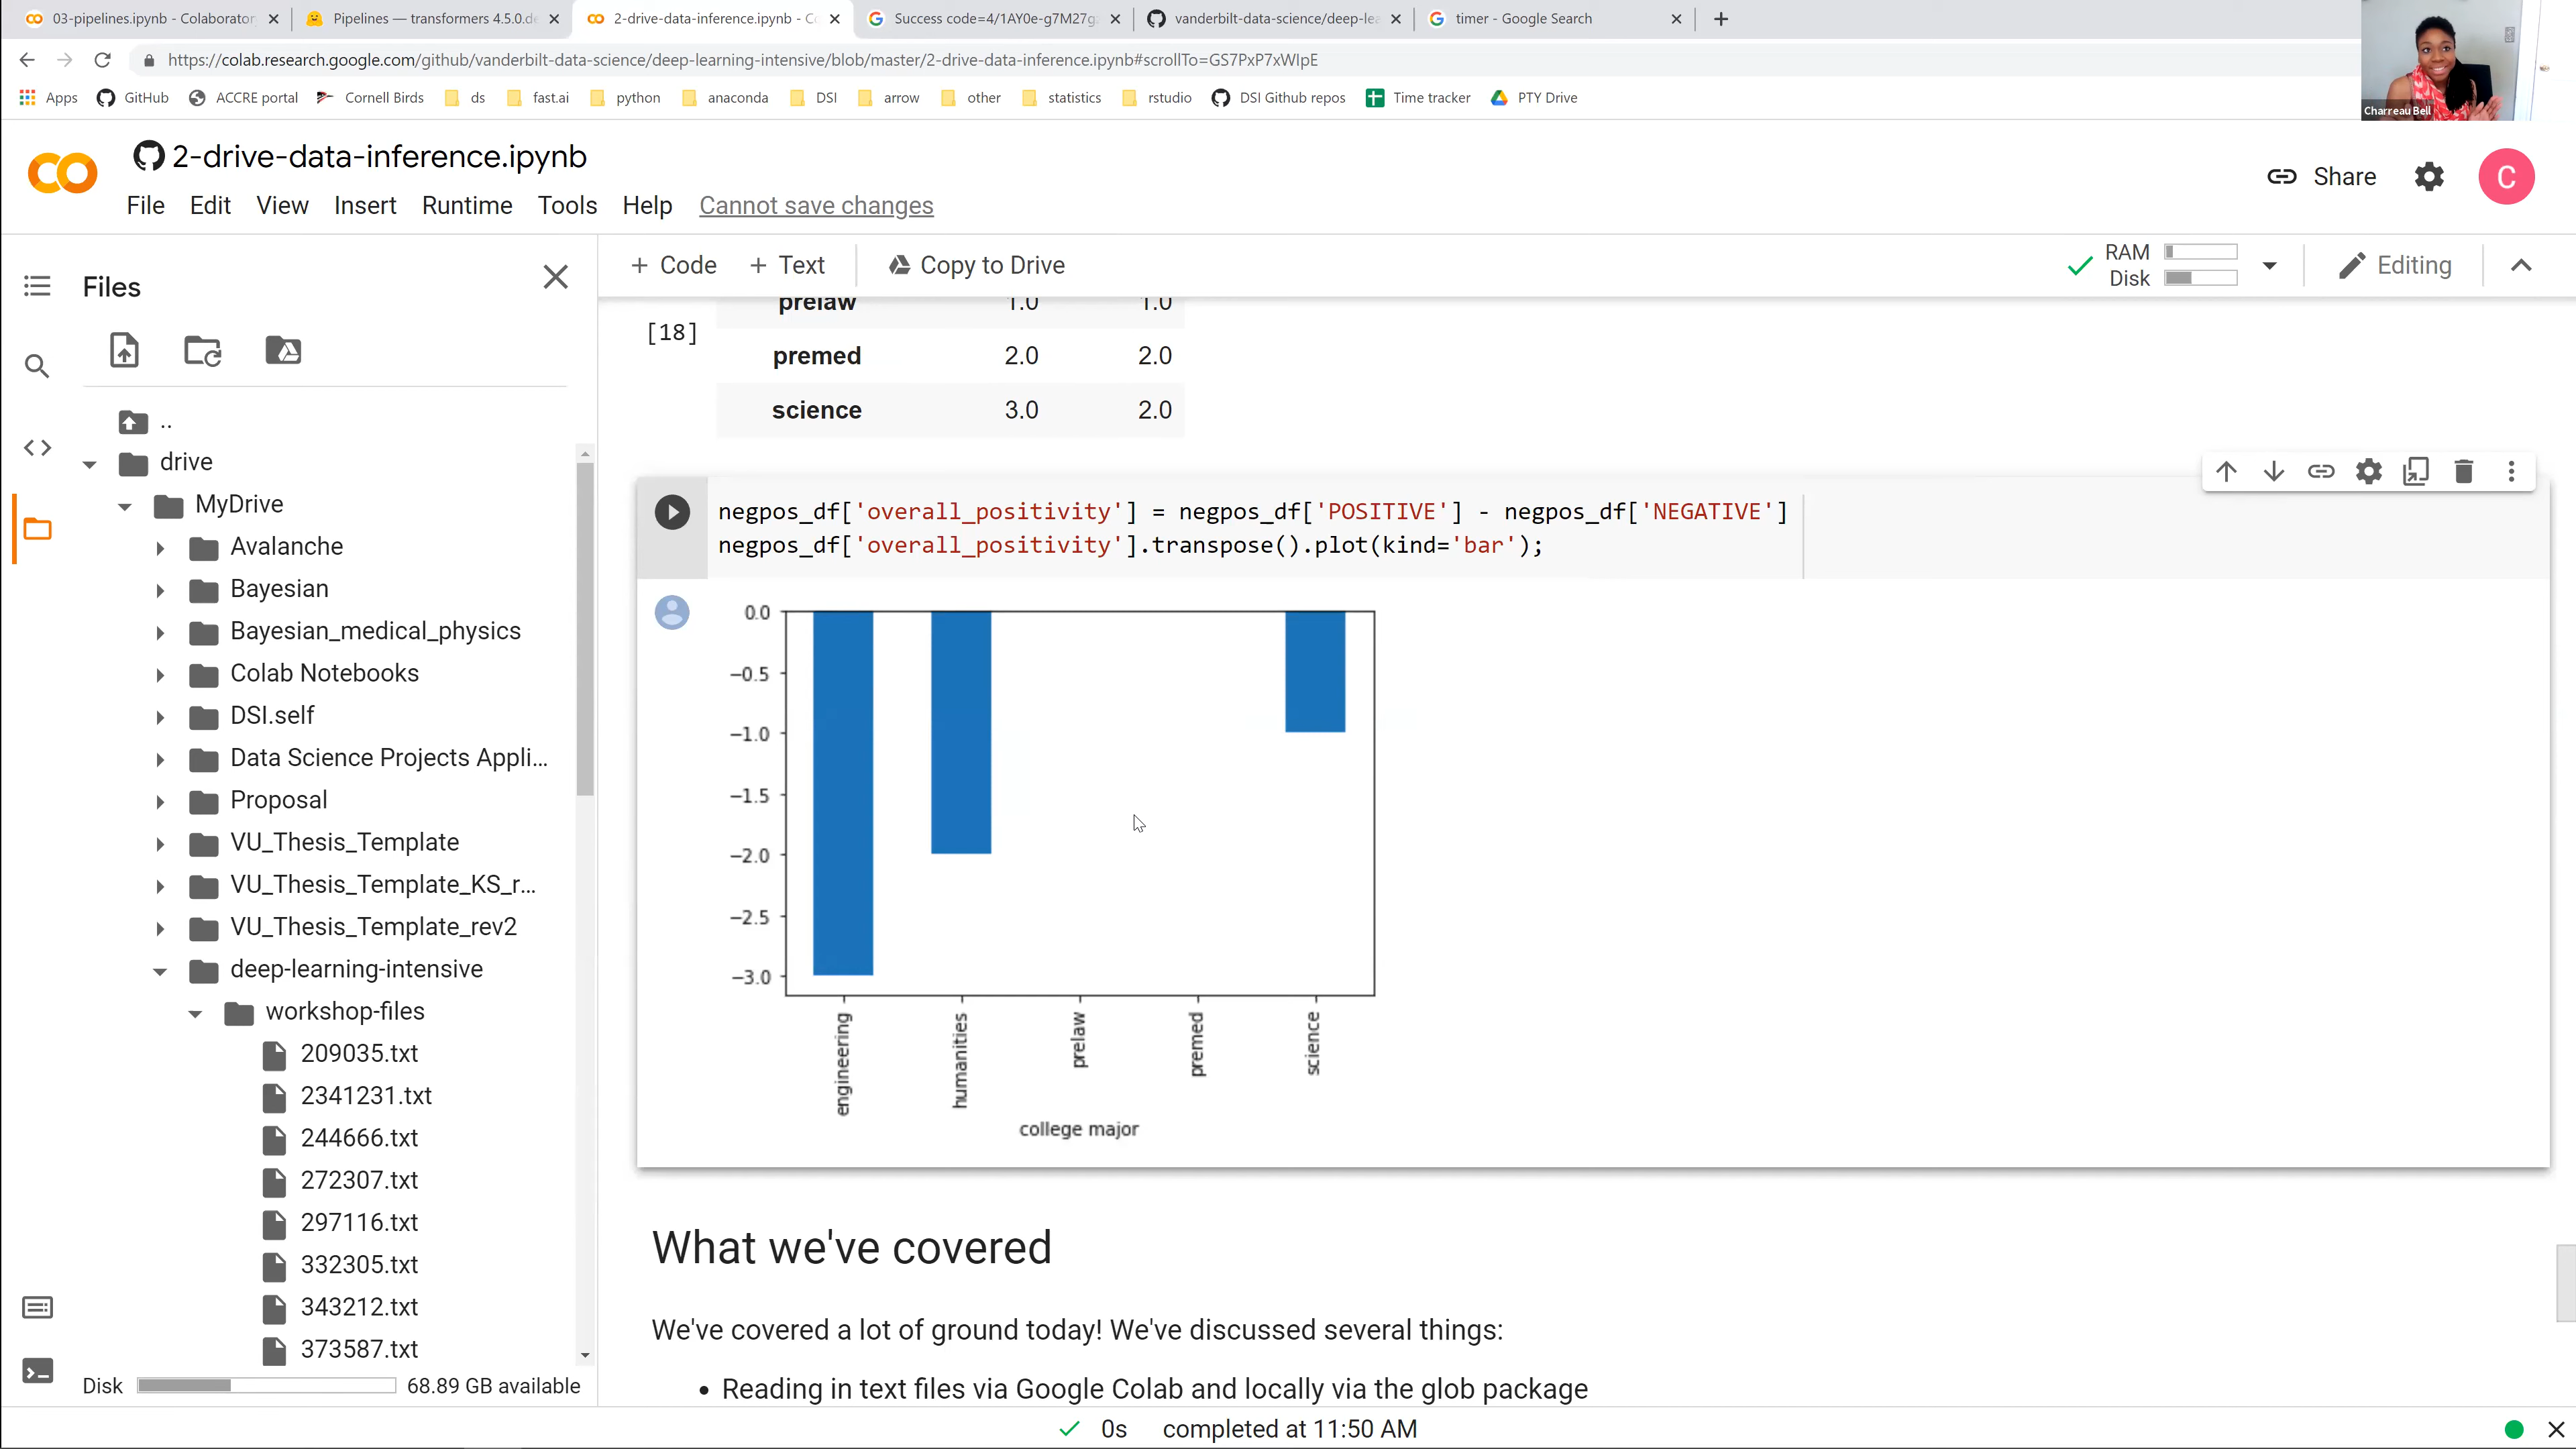 03-pipelines.ipynb - Colaborator
Pipelines — transformers 4.5.0.de
2-drive-data-inference.ipynb - C
Success code=4/1AY0e-g7M27g
vanderbilt-data-science/deep-lea
timer - Google Search
https://colab.research.google.com/github/vanderbilt-data-science/deep-learning-intensive/blob/master/2-drive-data-inference.ipynb#scrollTo=GS7PxP7xWIpE
Apps GitHub ACCRE portal Cornell Birds ds fast.ai python anaconda DSI arrow other statistics rstudio DSI Github repos Time tracker PTY Drive
Charreau Bell
2-drive-data-inference.ipynb
File Edit View Insert Runtime Tools Help Cannot save changes
Share
C
+ Code + Text Copy to Drive
RAM
Disk
Editing
Files
..
drive
MyDrive
Avalanche
Bayesian
Bayesian_medical_physics
Colab Notebooks
DSI.self
Data Science Projects Appli...
Proposal
VU_Thesis_Template
VU_Thesis_Template_KS_r...
VU_Thesis_Template_rev2
deep-learning-intensive
workshop-files
209035.txt
2341231.txt
244666.txt
272307.txt
297116.txt
332305.txt
343212.txt
373587.txt
Disk 68.89 GB available
[18]
prelaw 1.0 1.0
premed 2.0 2.0
science 3.0 2.0
negpos_df['overall_positivity'] = negpos_df['POSITIVE'] - negpos_df['NEGATIVE']
negpos_df['overall_positivity'].transpose().plot(kind='bar');
0.0
−0.5
−1.0
−1.5
−2.0
−2.5
−3.0
engineering
humanities
prelaw
premed
science
college major
What we've covered
We've covered a lot of ground today! We've discussed several things:
• Reading in text files via Google Colab and locally via the glob package
0s completed at 11:50 AM